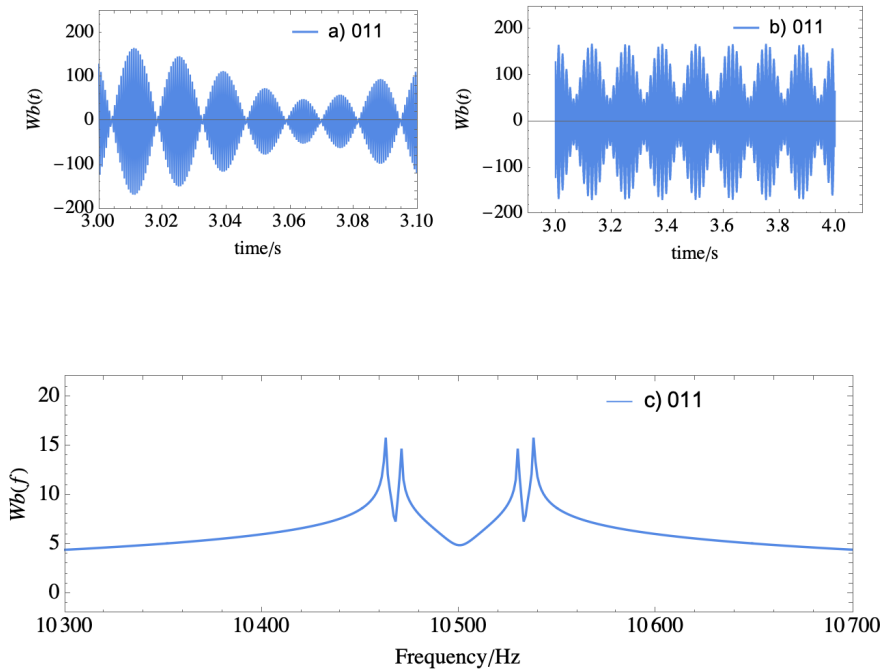 a) 011
Wb(t)
200
100
0
−100
−200
3.00 3.02 3.04 3.06 3.08 3.10
time/s
b) 011
Wb(t)
200
100
0
−100
−200
3.0 3.2 3.4 3.6 3.8 4.0
time/s
c) 011
Wb(f)
20
15
10
5
0
10 300 10 400 10 500 10 600 10 700
Frequency/Hz